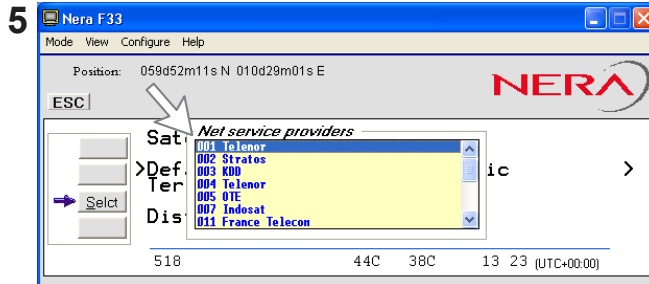 5
Nera F33
Mode View Configure Help
Position: 059d52m11s N 010d29m01s E
NERA
ESC
Net service providers
001 Telenor
002 Stratos
003 KDD
004 Telenor
005 OTE
007 Indosat
011 France Telecom
Sat
>Def ic >
Ter
Selct
Dis
518 44C 38C 13 23 (UTC+00:00)